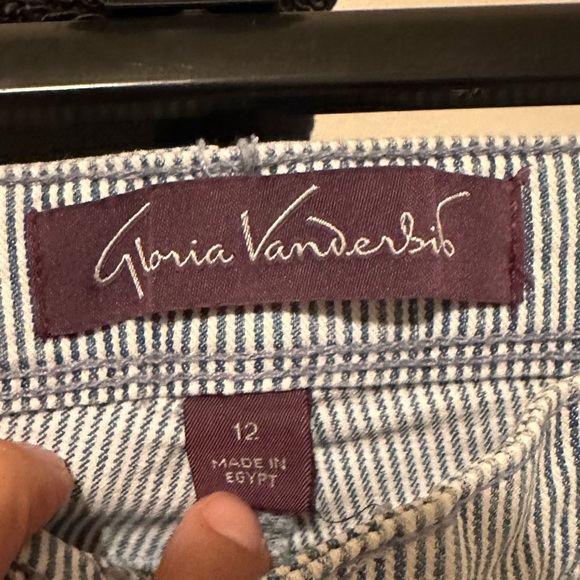 Gloria Vanderbilt
12
MADE IN
EGYPT